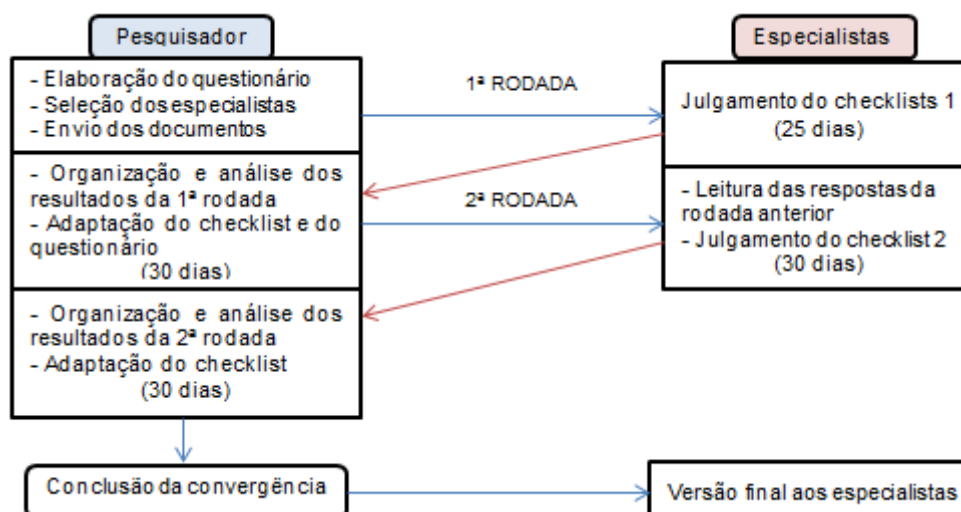 Pesquisador
Especialistas
- Elaboração do questionário
- Seleção dos especialistas
- Envio dos documentos
1ª RODADA
Julgamento do checklists 1
(25 dias)
- Organização e análise dos
resultados da 1ª rodada
- Adaptação do checklist e do
questionário
(30 dias)
2ª RODADA
- Leitura das respostas da
rodada anterior
- Julgamento do checklist 2
(30 dias)
- Organização e análise dos
resultados da 2ª rodada
- Adaptação do checklist
(30 dias)
Conclusão da convergência
Versão final aos especialistas